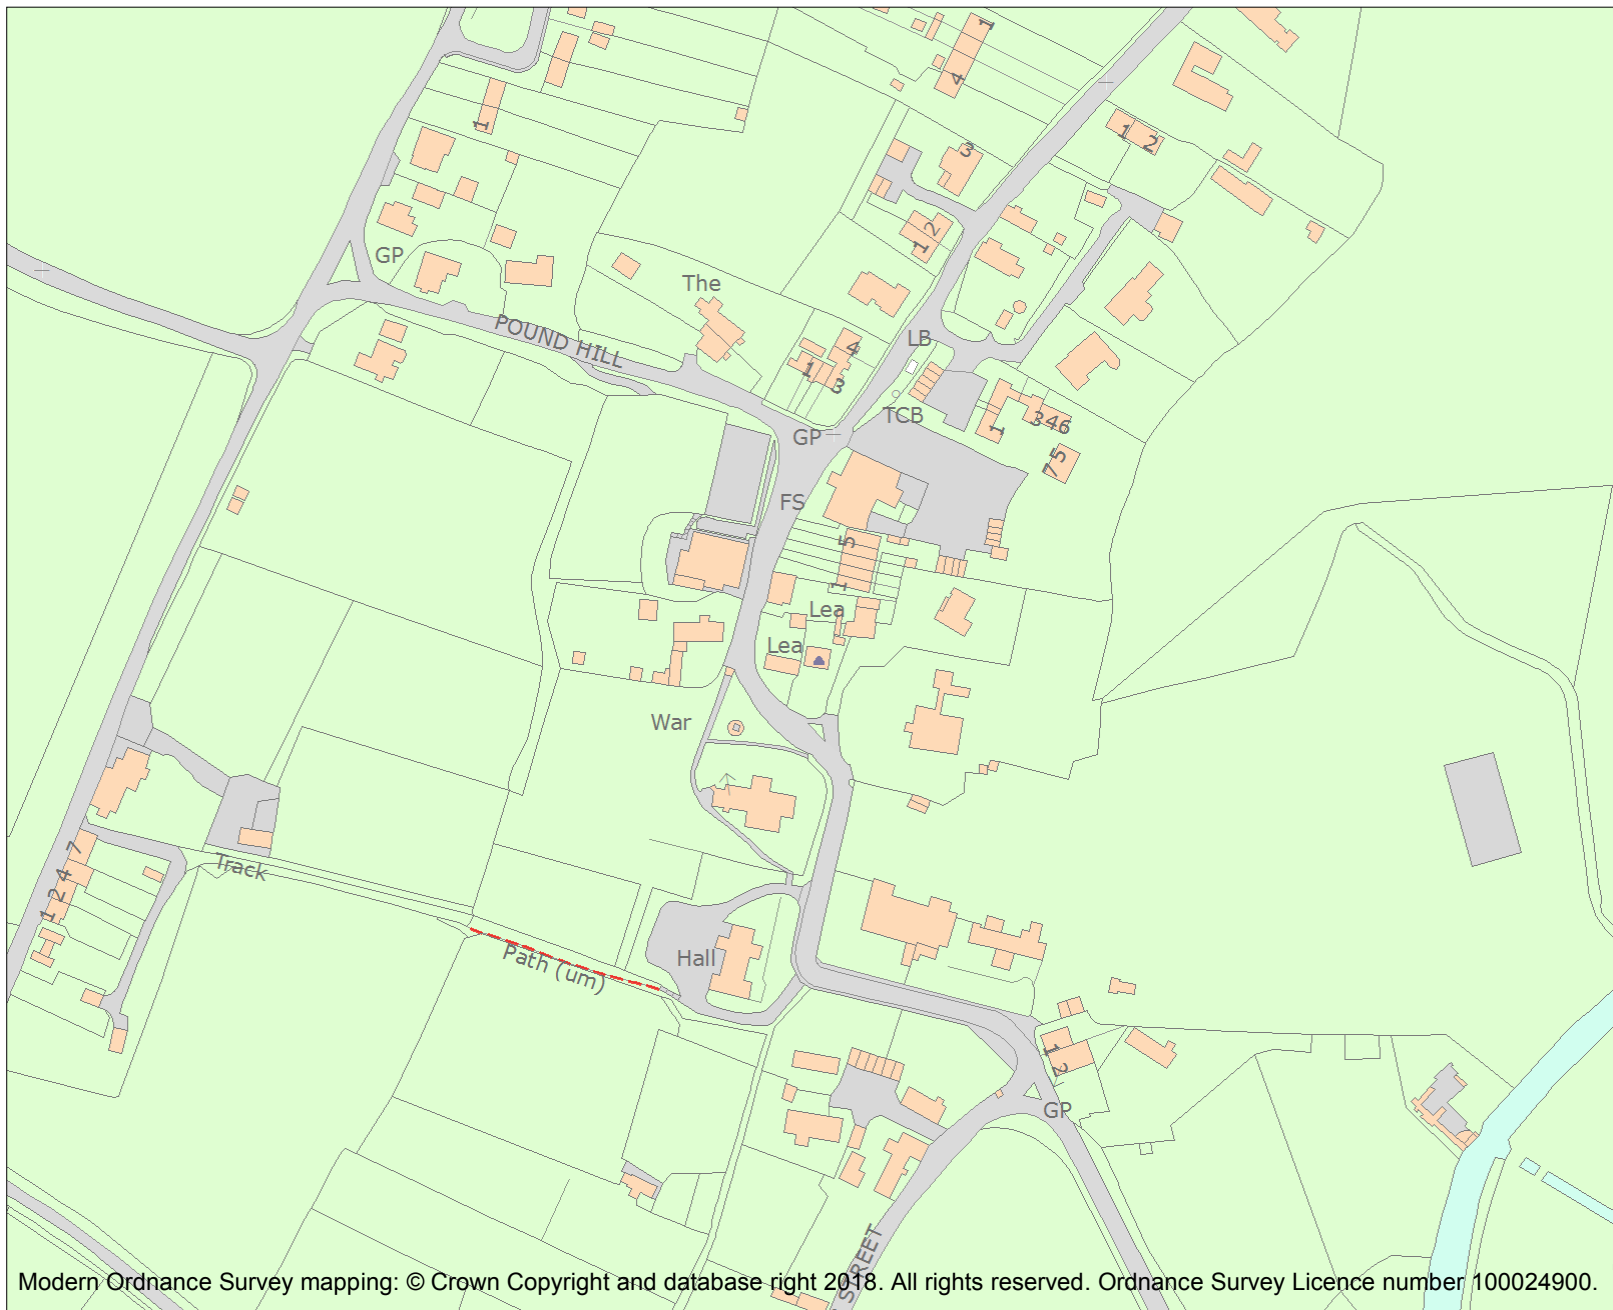 1
4
1
3
1 2
2
1
GP
The
POUND HILL
LB
4
1
3
TCB
346
1
GP
5
7
FS
5
1
Lea
Lea
War
7
4
2
1
Track
Hall
Path (um)
1
2
GP
STREET
Modern Ordnance Survey mapping: © Crown Copyright and database right 2018. All rights reserved. Ordnance Survey Licence number 100024900.